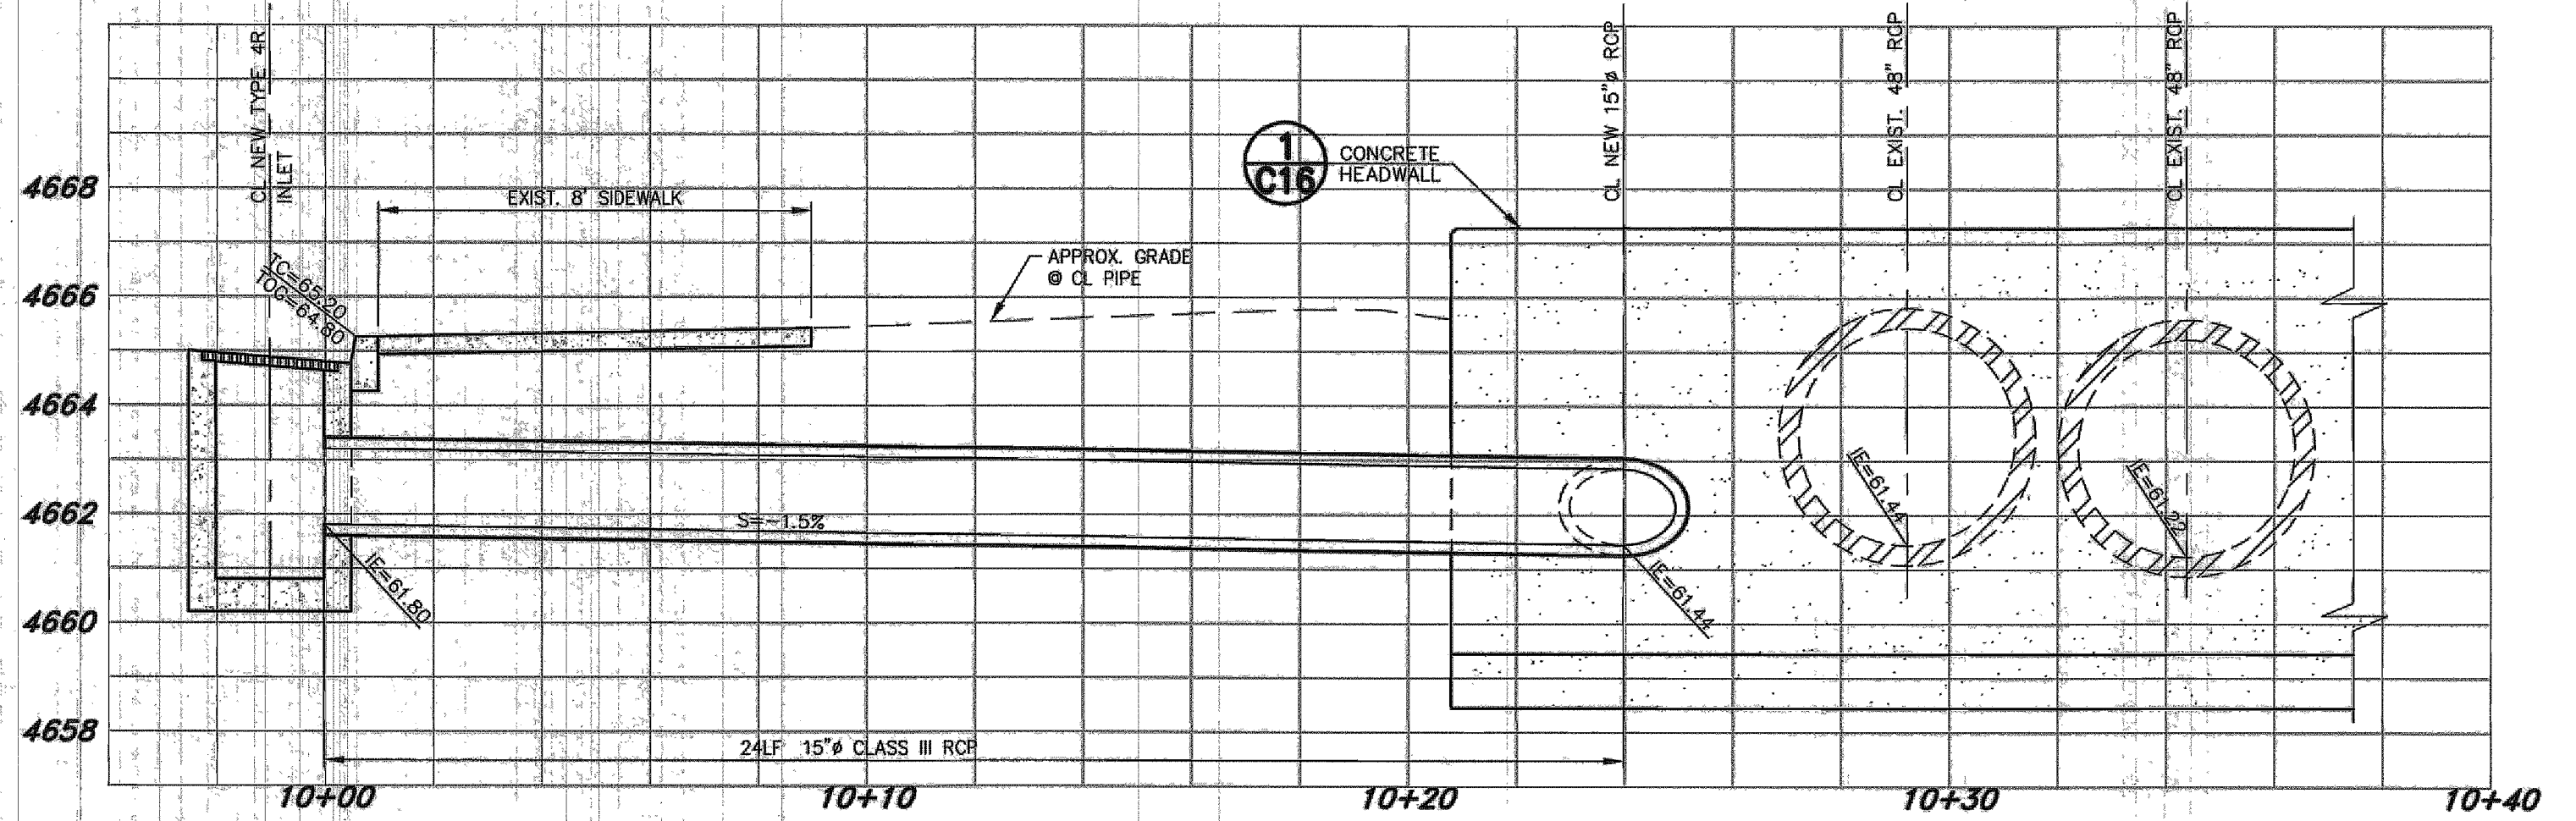 CL NEW TYPE 4R
INLET
CL NEW 15"ø RCP
CL EXIST. 48" RCP
CL EXIST. 48" RCP
1
C16
CONCRETE
HEADWALL
4668
EXIST. 8' SIDEWALK
APPROX. GRADE
@ CL PIPE
TC=65.20
TOG=64.80
4666
4664
4662
S=~1.5%
IE=61.44
IE=61.22
IE=61.80
IE=61.44
4660
4658
24LF 15"ø CLASS III RCP
10+00
10+10
10+20
10+30
10+40